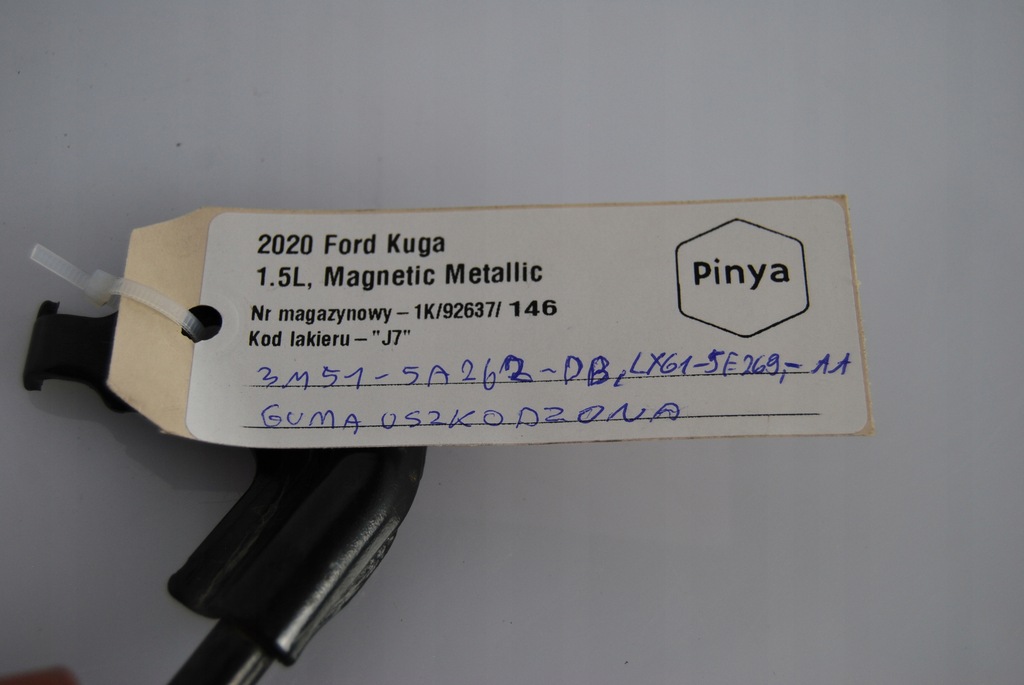 2020 Ford Kuga
1.5L, Magnetic Metallic
Nr magazynowy – 1K/92637/ 146
Kod lakieru – "J7"
3M51-5A262-DB, LX61-5E269,-AA
GUMA USZKODZONA
Pinya